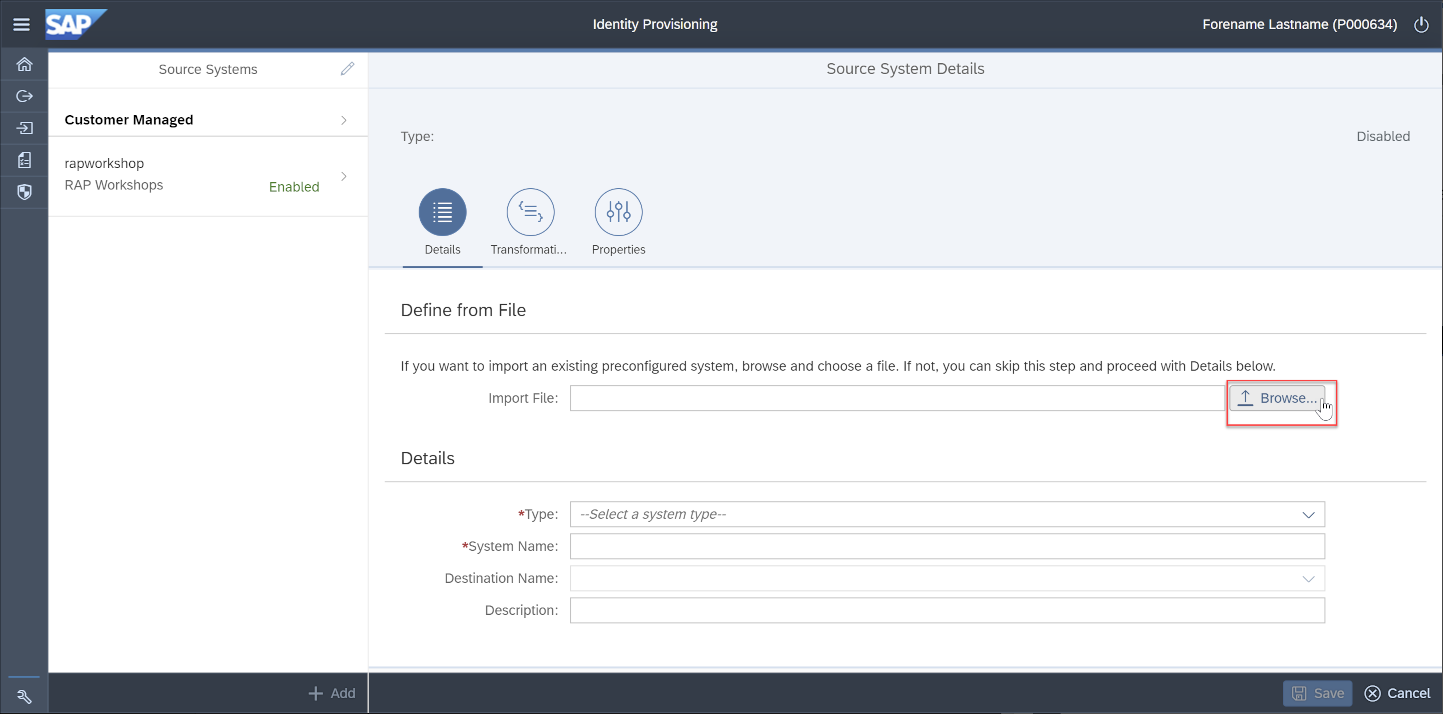 SAP
Identity Provisioning
Forename Lastname (P000634)
Source Systems
Source System Details
Customer Managed
Type:
Disabled
rapworkshop
RAP Workshops
Enabled
Details
Transformati...
Properties
Define from File
If you want to import an existing preconfigured system, browse and choose a file. If not, you can skip this step and proceed with Details below.
Import File:
Browse...
Details
*Type:
--Select a system type--
*System Name:
Destination Name:
Description:
Add
Save
Cancel